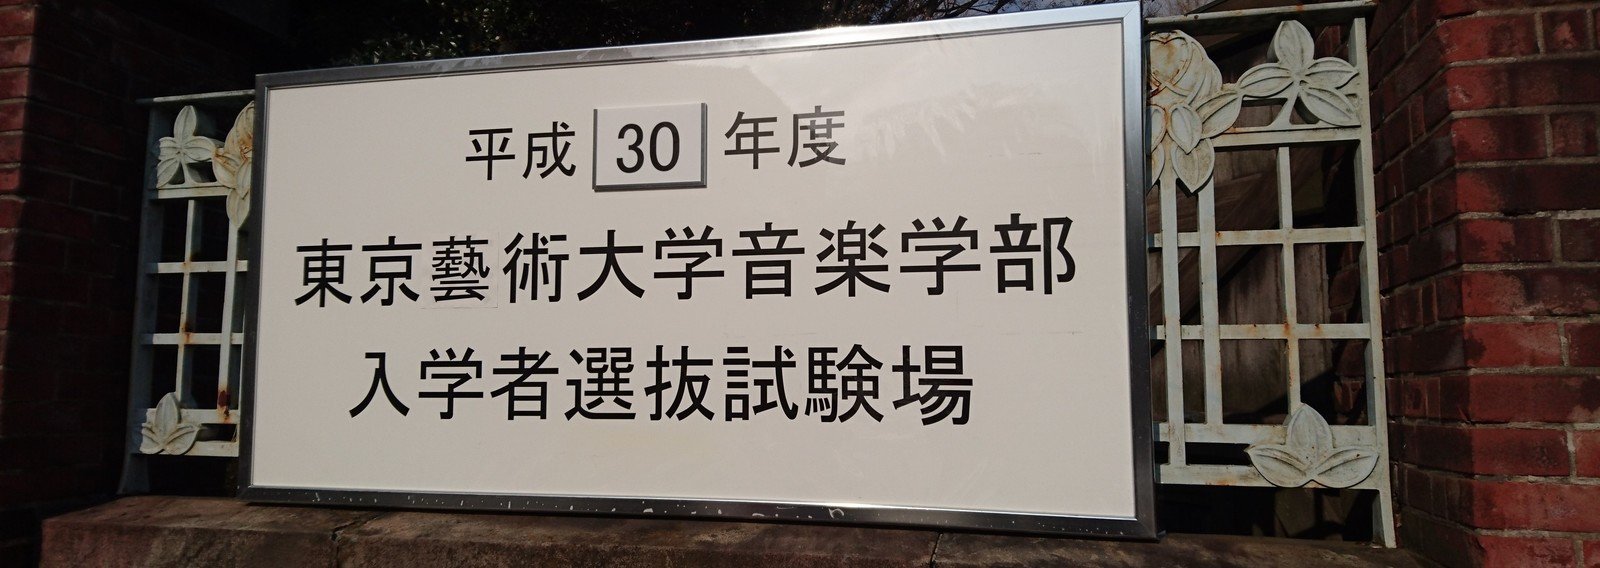 平成30年度
東京藝術大学音楽学部
入学者選抜試験場